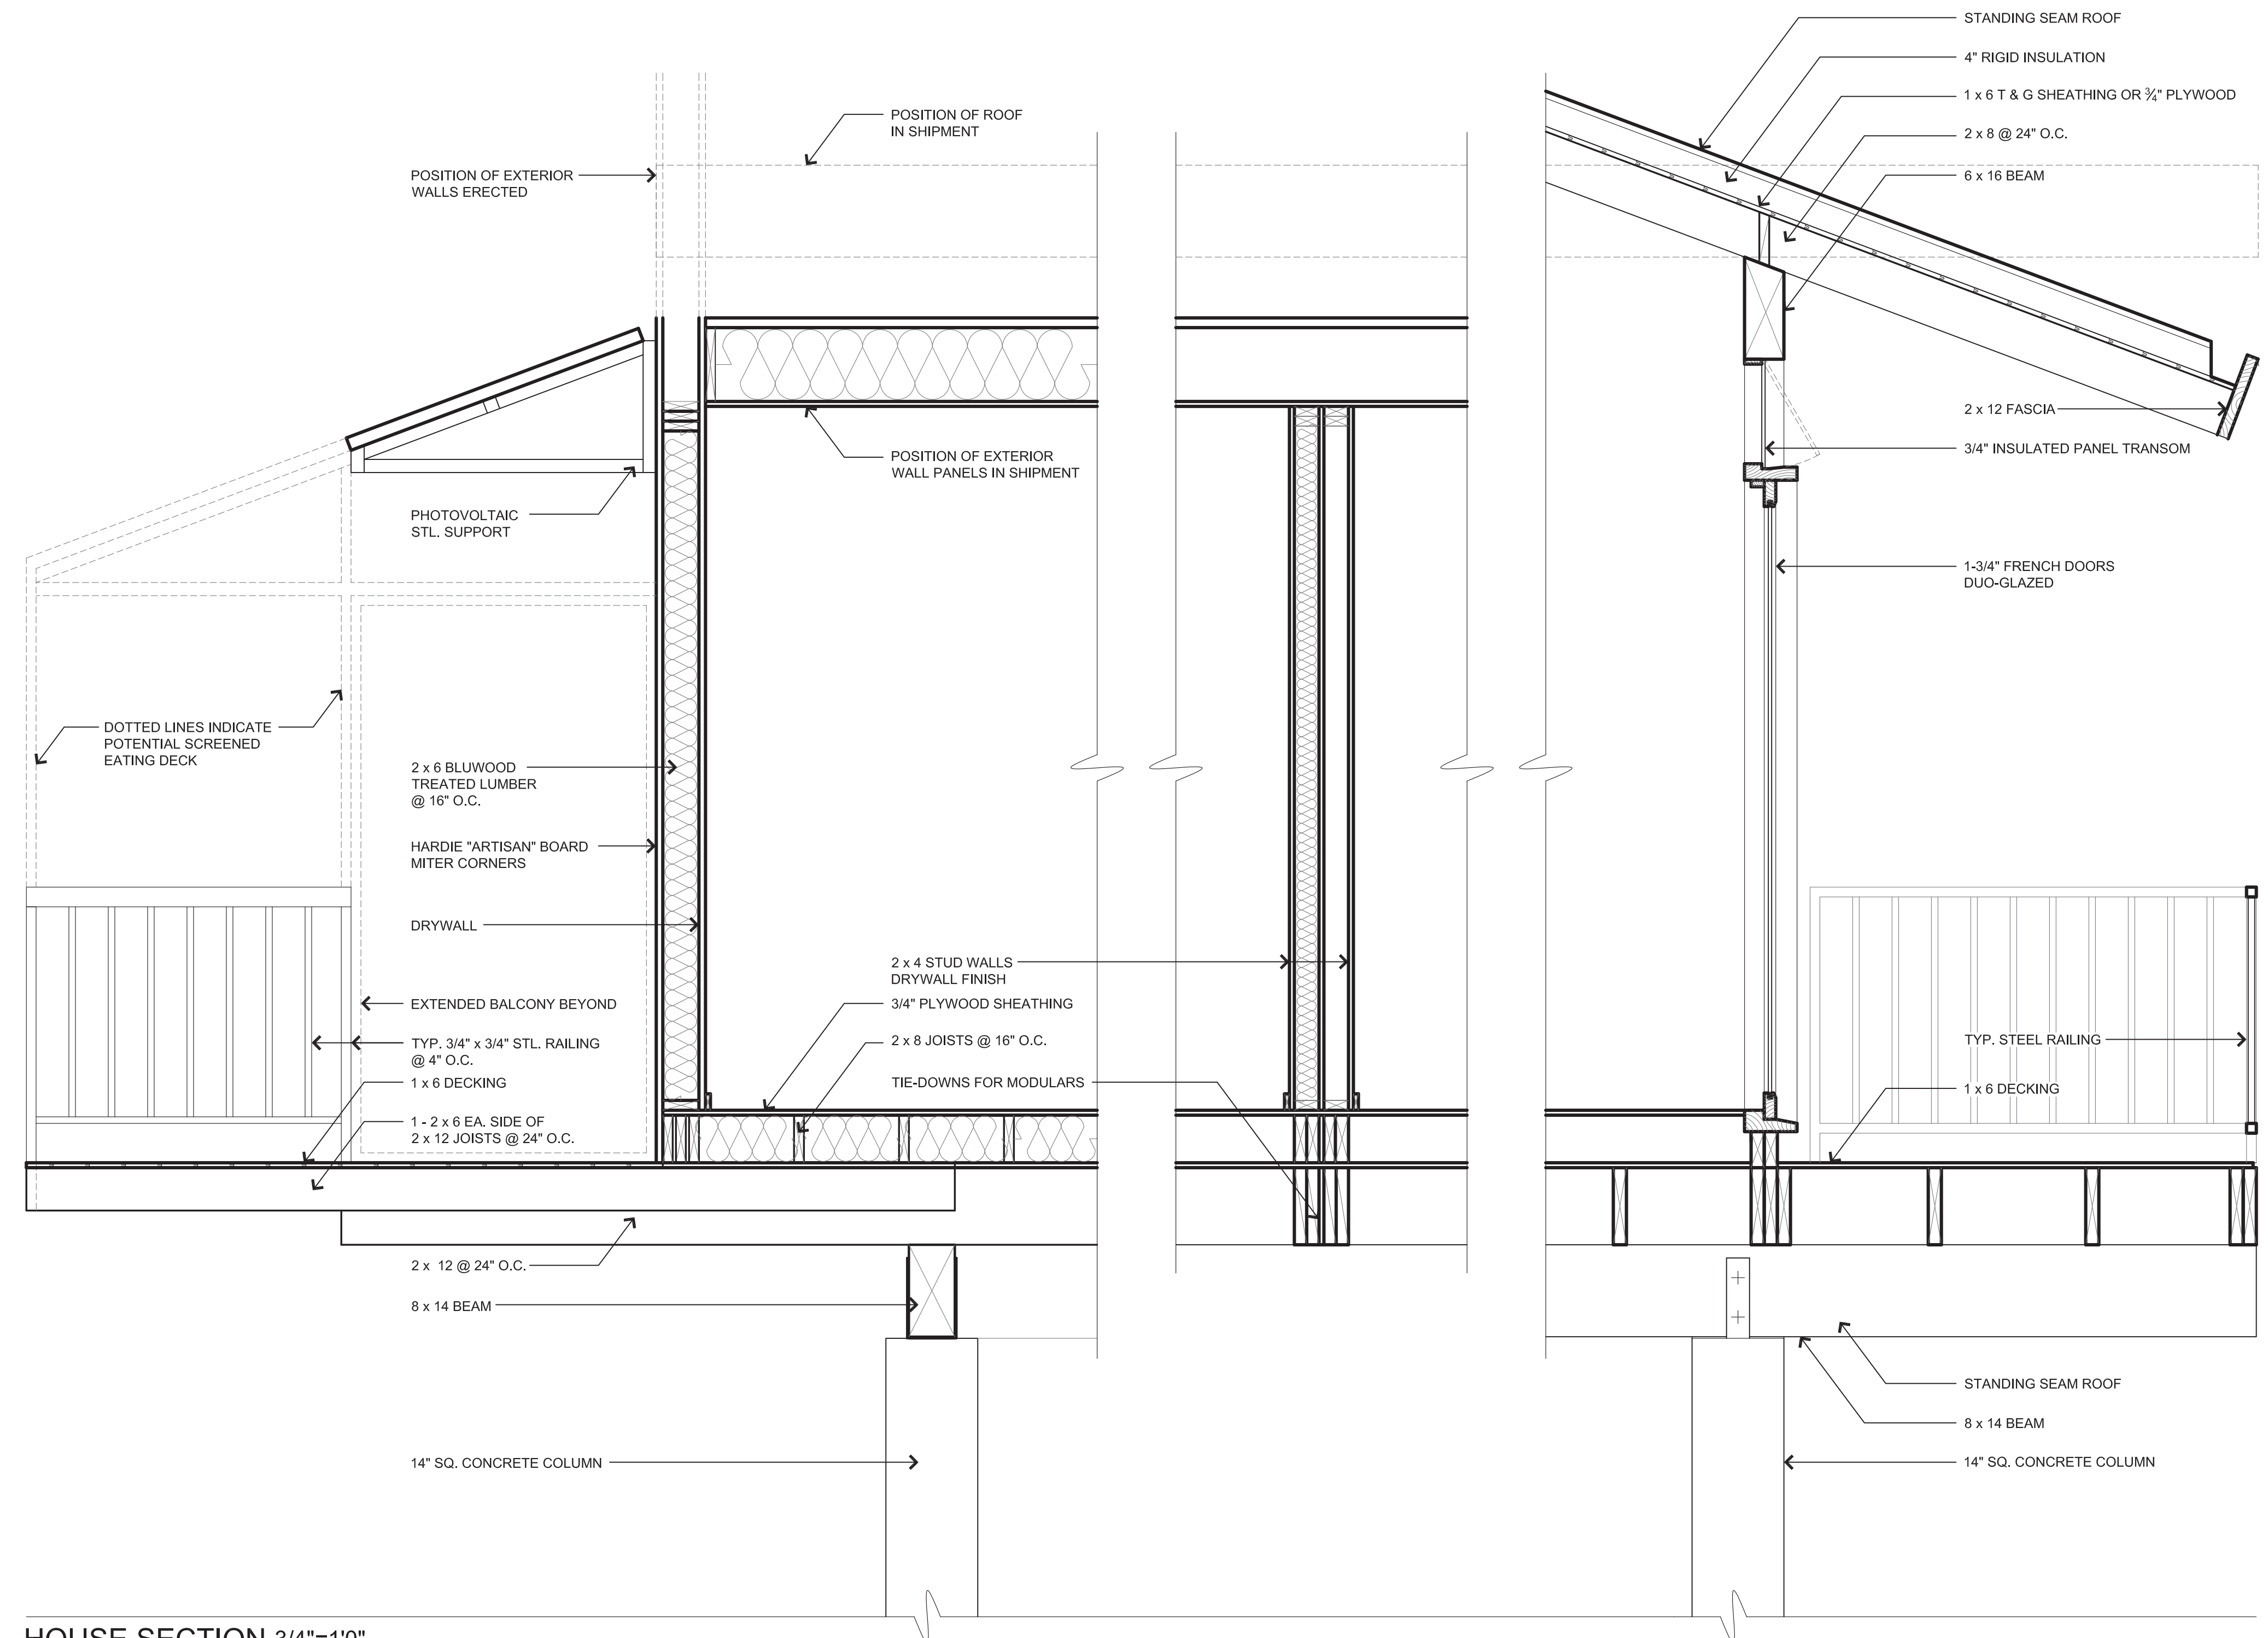 STANDING SEAM ROOF
4" RIGID INSULATION
1 x 6 T & G SHEATHING OR ¾" PLYWOOD
2 x 8 @ 24" O.C.
6 x 16 BEAM
POSITION OF ROOF
IN SHIPMENT
POSITION OF EXTERIOR
WALLS ERECTED
2 x 12 FASCIA
3/4" INSULATED PANEL TRANSOM
POSITION OF EXTERIOR
WALL PANELS IN SHIPMENT
PHOTOVOLTAIC
STL. SUPPORT
1-3/4" FRENCH DOORS
DUO-GLAZED
DOTTED LINES INDICATE
POTENTIAL SCREENED
EATING DECK
2 x 6 BLUWOOD
TREATED LUMBER
@ 16" O.C.
HARDIE "ARTISAN" BOARD
MITER CORNERS
DRYWALL
2 x 4 STUD WALLS
DRYWALL FINISH
3/4" PLYWOOD SHEATHING
2 x 8 JOISTS @ 16" O.C.
TIE-DOWNS FOR MODULARS
EXTENDED BALCONY BEYOND
TYP. 3/4" x 3/4" STL. RAILING
@ 4" O.C.
1 x 6 DECKING
1 - 2 x 6 EA. SIDE OF
2 x 12 JOISTS @ 24" O.C.
TYP. STEEL RAILING
1 x 6 DECKING
2 x 12 @ 24" O.C.
8 x 14 BEAM
14" SQ. CONCRETE COLUMN
STANDING SEAM ROOF
8 x 14 BEAM
14" SQ. CONCRETE COLUMN
HOUSE SECTION 3/4"=1'0"